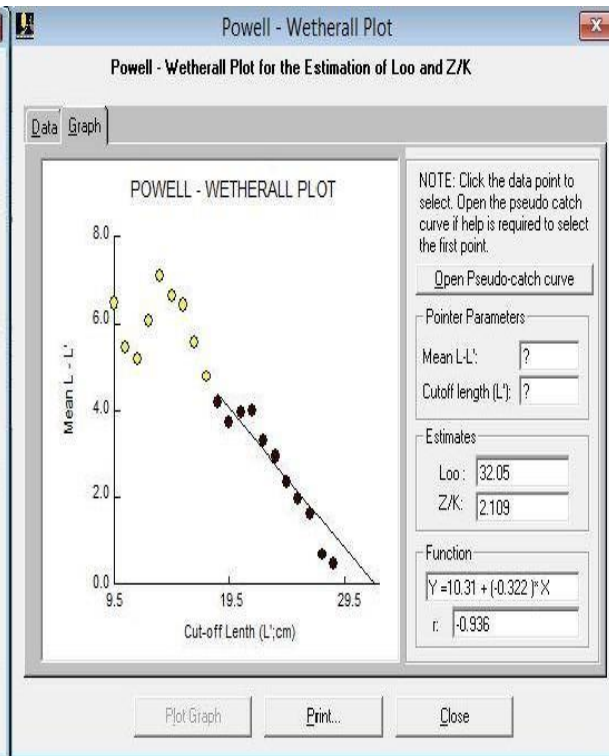 Powell - Wetherall Plot
Powell - Wetherall Plot for the Estimation of Loo and Z/K
Data
Graph
POWELL - WETHERALL PLOT
8.0
6.0
4.0
2.0
0.0
Mean L - L'
9.5
19.5
29.5
Cut-off Lenth (L';cm)
NOTE: Click the data point to
select. Open the pseudo catch
curve if help is required to select
the first point.
Open Pseudo-catch curve
Pointer Parameters
Mean L-L': ?
Cutoff length (L'): ?
Estimates
Loo : 32.05
Z/K: 2.109
Function
Y =10.31 + (-0.322 )* X
r: -0.936
Plot Graph
Print...
Close